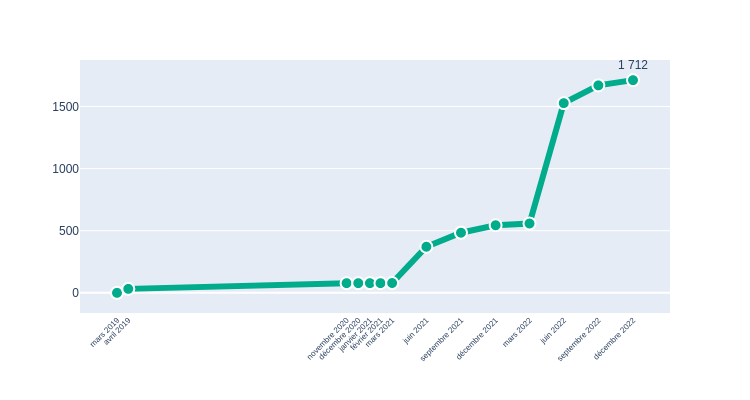 1 712
1500
1000
500
0
mars 2019
avril 2019
novembre 2020
décembre 2020
janvier 2021
février 2021
mars 2021
juin 2021
septembre 2021
décembre 2021
mars 2022
juin 2022
septembre 2022
décembre 2022